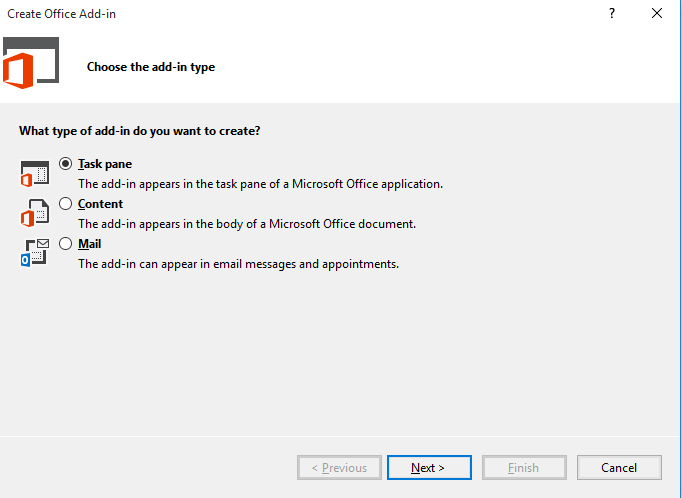 Create Office Add-in
?
Choose the add-in type
What type of add-in do you want to create?
Task pane
The add-in appears in the task pane of a Microsoft Office application.
Content
The add-in appears in the body of a Microsoft Office document.
Mail
The add-in can appear in email messages and appointments.
< Previous
Next >
Finish
Cancel